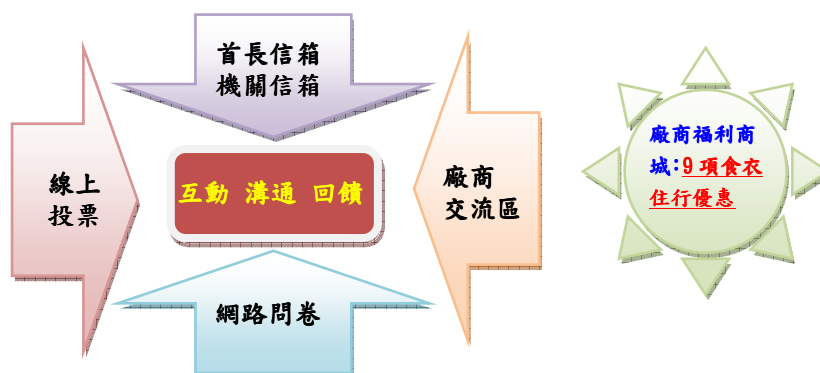 首長信箱
機關信箱
線上
投票
互動 溝通 回饋
廠商
交流區
網路問卷
廠商福利商
城:9 項食衣
住行優惠